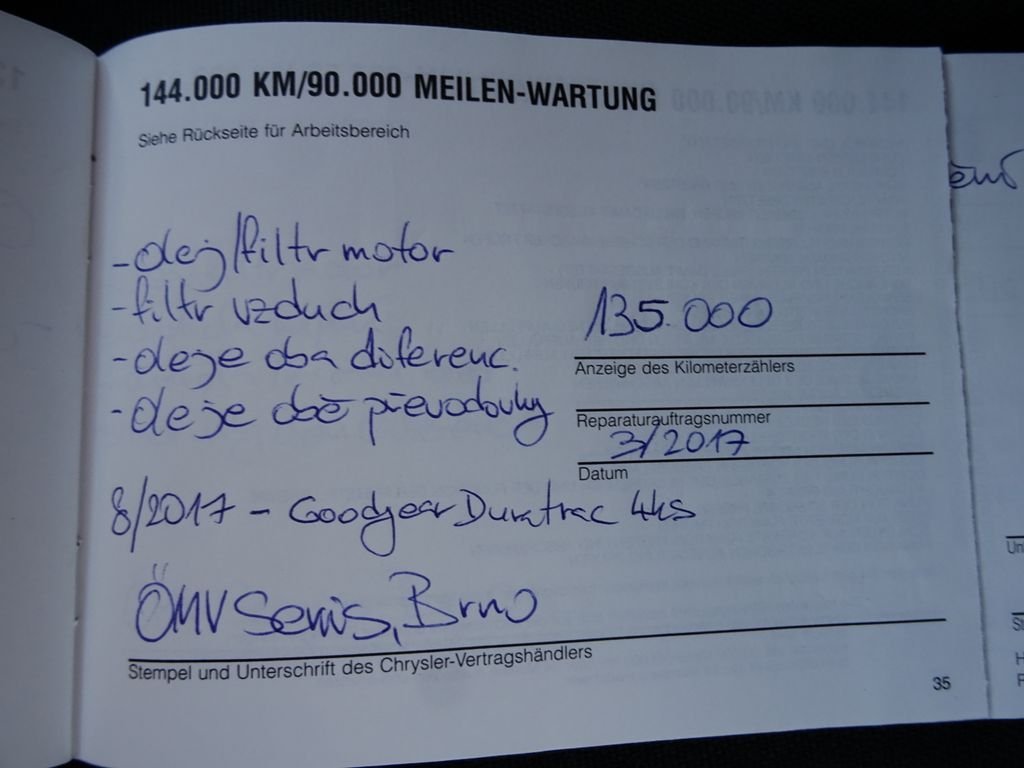 144.000 KM/90.000 MEILEN-WARTUNG
Siehe Rückseite für Arbeitsbereich
- olej/filtr motor
- filtr vzduch
- oleje oba diferenc.
- oleje obě převodovky
135.000
Anzeige des Kilometerzählers
Reparaturauftragsnummer
3/2017
Datum
8/2017 - Goodjear Duratrac 4ks
ÖMV Servis, Brno
Stempel und Unterschrift des Chrysler-Vertragshändlers
35